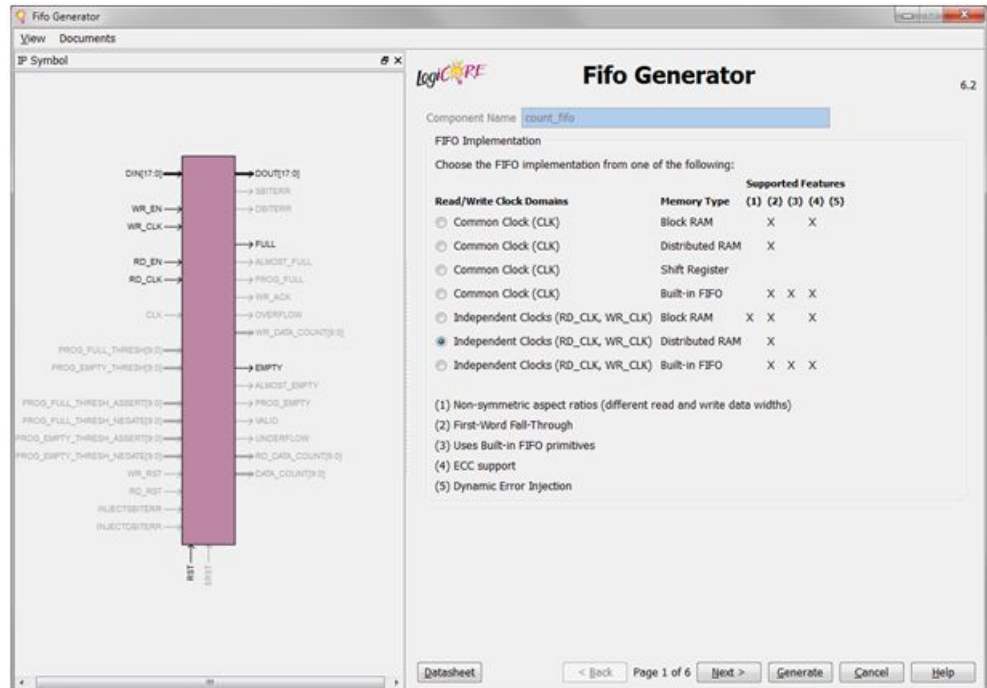 Fifo Generator
View Documents
IP Symbol
DIN[17:0]
WR_EN
WR_CLK
RD_EN
RD_CLK
CLK
PROG_FULL_THRESH[9:0]
PROG_EMPTY_THRESH[9:0]
PROG_FULL_THRESH_ASSERT[9:0]
PROG_FULL_THRESH_NEGATE[9:0]
PROG_EMPTY_THRESH_ASSERT[9:0]
PROG_EMPTY_THRESH_NEGATE[9:0]
WR_RST
RD_RST
INJECTSBITERR
INJECTDBITERR
DOUT[17:0]
SBITERR
DBITERR
FULL
ALMOST_FULL
PROG_FULL
WR_ACK
OVERFLOW
WR_DATA_COUNT[9:0]
EMPTY
ALMOST_EMPTY
PROG_EMPTY
VALID
UNDERFLOW
RD_DATA_COUNT[9:0]
DATA_COUNT[9:0]
RST
SRST
LogiCORE
Fifo Generator
6.2
Component Name count_fifo
FIFO Implementation
Choose the FIFO implementation from one of the following:
Supported Features
Read/Write Clock Domains Memory Type (1) (2) (3) (4) (5)
Common Clock (CLK) Block RAM X X
Common Clock (CLK) Distributed RAM X
Common Clock (CLK) Shift Register
Common Clock (CLK) Built-in FIFO X X X
Independent Clocks (RD_CLK, WR_CLK) Block RAM X X X
Independent Clocks (RD_CLK, WR_CLK) Distributed RAM X
Independent Clocks (RD_CLK, WR_CLK) Built-in FIFO X X X
(1) Non-symmetric aspect ratios (different read and write data widths)
(2) First-Word Fall-Through
(3) Uses Built-in FIFO primitives
(4) ECC support
(5) Dynamic Error Injection
Datasheet < Back Page 1 of 6 Next > Generate Cancel Help